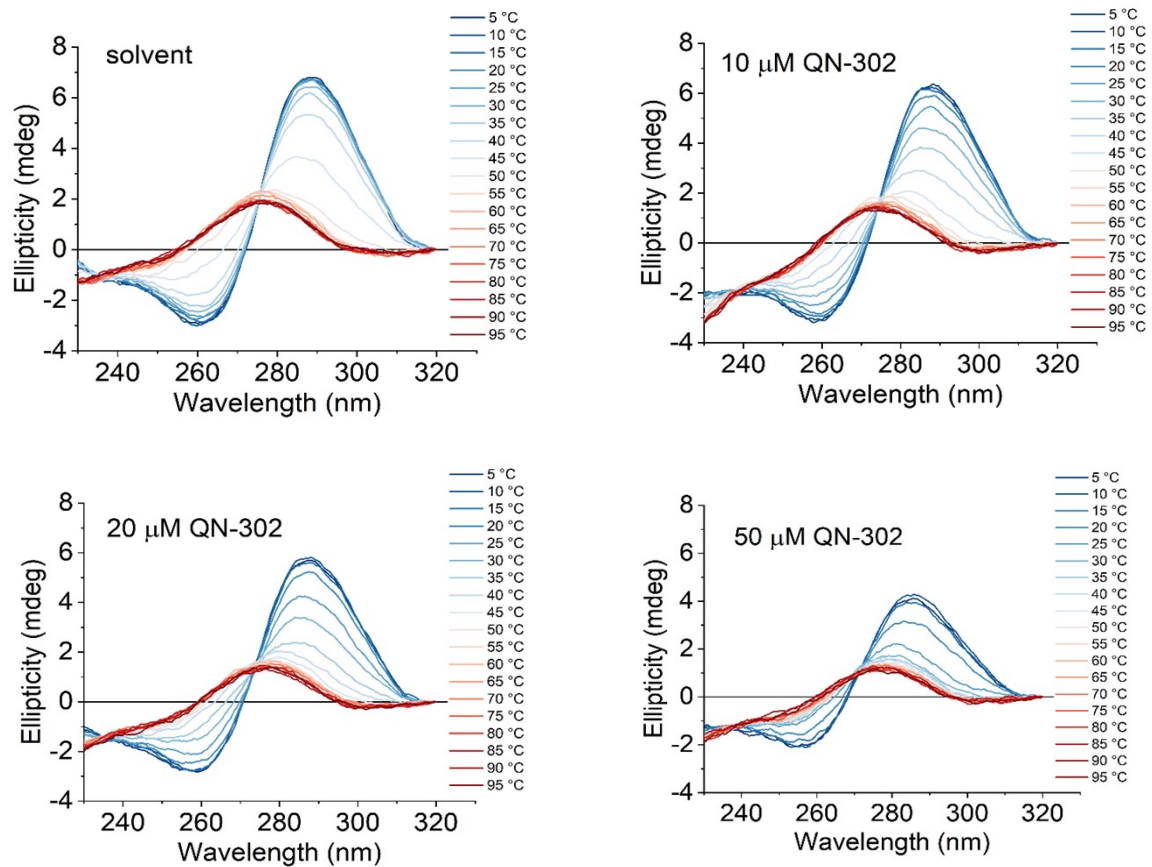 solvent
8
6
4
2
0
-2
-4
Ellipticity (mdeg)
240 260 280 300 320
Wavelength (nm)
5 °C
10 °C
15 °C
20 °C
25 °C
30 °C
35 °C
40 °C
45 °C
50 °C
55 °C
60 °C
65 °C
70 °C
75 °C
80 °C
85 °C
90 °C
95 °C
10 μM QN-302
8
6
4
2
0
-2
-4
Ellipticity (mdeg)
240 260 280 300 320
Wavelength (nm)
5 °C
10 °C
15 °C
20 °C
25 °C
30 °C
35 °C
40 °C
45 °C
50 °C
55 °C
60 °C
65 °C
70 °C
75 °C
80 °C
85 °C
90 °C
95 °C
20 μM QN-302
8
6
4
2
0
-2
-4
Ellipticity (mdeg)
240 260 280 300 320
Wavelength (nm)
5 °C
10 °C
15 °C
20 °C
25 °C
30 °C
35 °C
40 °C
45 °C
50 °C
55 °C
60 °C
65 °C
70 °C
75 °C
80 °C
85 °C
90 °C
95 °C
50 μM QN-302
8
6
4
2
0
-2
-4
Ellipticity (mdeg)
240 260 280 300 320
Wavelength (nm)
5 °C
10 °C
15 °C
20 °C
25 °C
30 °C
35 °C
40 °C
45 °C
50 °C
55 °C
60 °C
65 °C
70 °C
75 °C
80 °C
85 °C
90 °C
95 °C